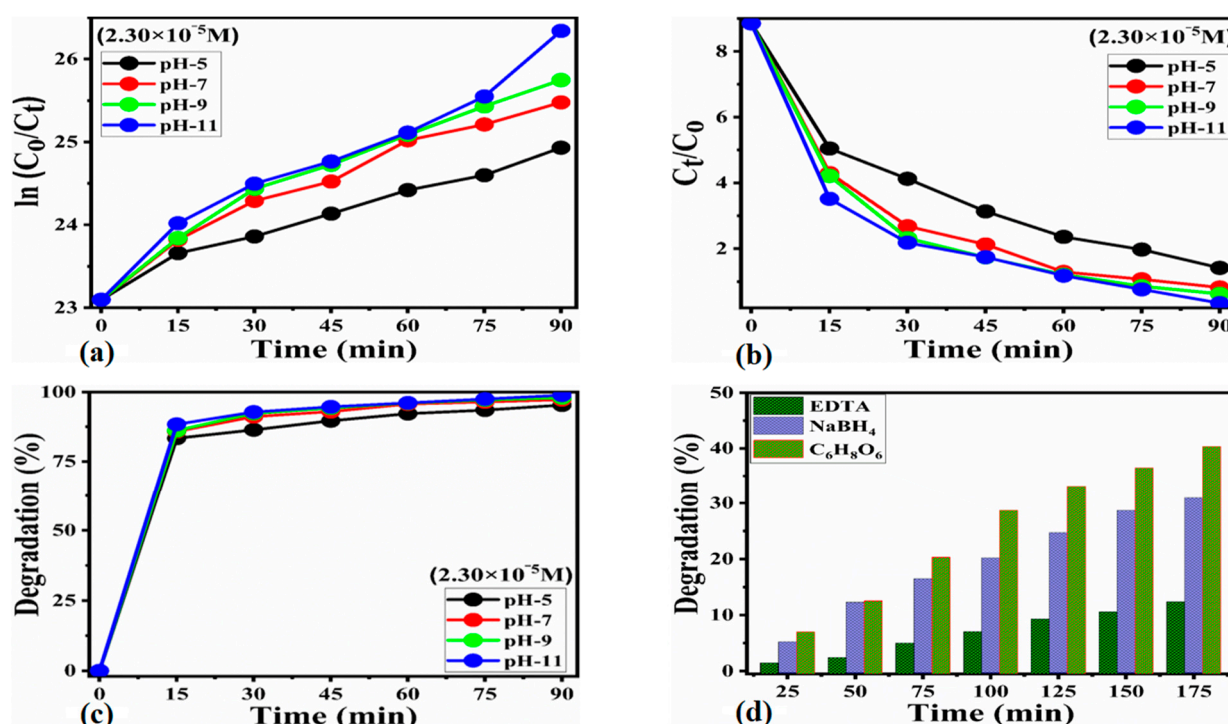 (2.30×10⁻⁵M)
pH-5
pH-7
pH-9
pH-11
ln (C₀/Ct)
26
25
24
23
0 15 30 45 60 75 90
Time (min)
(a)
(2.30×10⁻⁵M)
pH-5
pH-7
pH-9
pH-11
Ct/C₀
8
6
4
2
0 15 30 45 60 75 90
Time (min)
(b)
Degradation (%)
100
75
50
25
0
(2.30×10⁻⁵M)
pH-5
pH-7
pH-9
pH-11
0 15 30 45 60 75 90
Time (min)
(c)
Degradation (%)
50
40
30
20
10
0
EDTA
NaBH₄
C₆H₈O₆
25 50 75 100 125 150 175
Time (min)
(d)